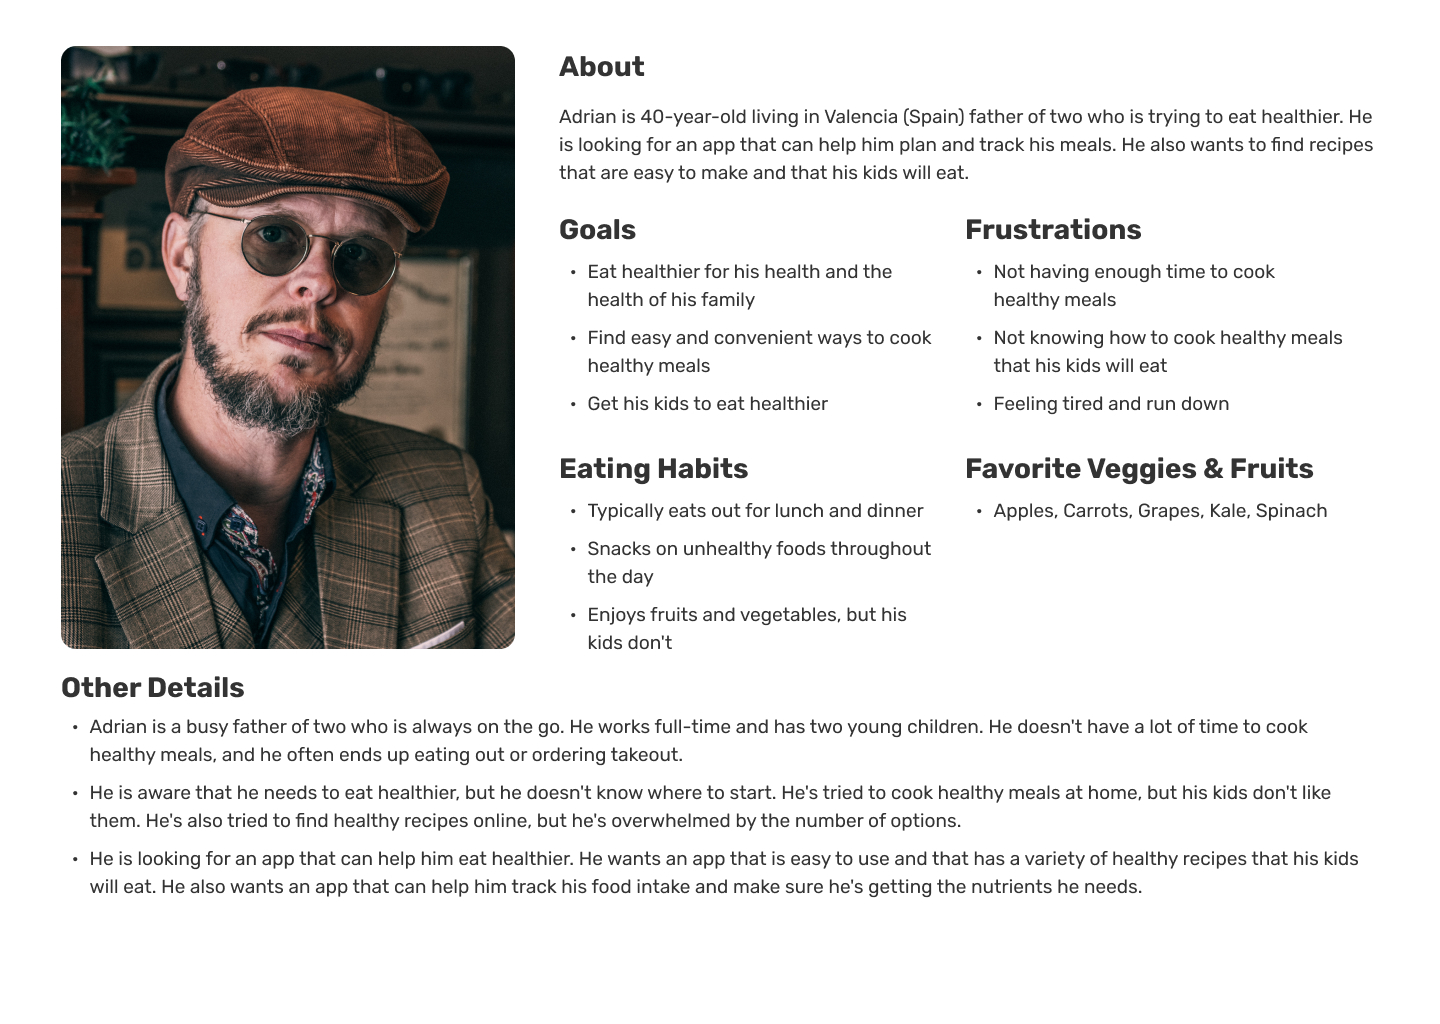 About
Adrian is 40-year-old living in Valencia (Spain) father of two who is trying to eat healthier. He
is looking for an app that can help him plan and track his meals. He also wants to find recipes
that are easy to make and that his kids will eat.
Goals
• Eat healthier for his health and the
health of his family
• Find easy and convenient ways to cook
healthy meals
• Get his kids to eat healthier
Frustrations
• Not having enough time to cook
healthy meals
• Not knowing how to cook healthy meals
that his kids will eat
• Feeling tired and run down
Eating Habits
• Typically eats out for lunch and dinner
• Snacks on unhealthy foods throughout
the day
• Enjoys fruits and vegetables, but his
kids don't
Favorite Veggies & Fruits
• Apples, Carrots, Grapes, Kale, Spinach
Other Details
• Adrian is a busy father of two who is always on the go. He works full-time and has two young children. He doesn't have a lot of time to cook
healthy meals, and he often ends up eating out or ordering takeout.
• He is aware that he needs to eat healthier, but he doesn't know where to start. He's tried to cook healthy meals at home, but his kids don't like
them. He's also tried to find healthy recipes online, but he's overwhelmed by the number of options.
• He is looking for an app that can help him eat healthier. He wants an app that is easy to use and that has a variety of healthy recipes that his kids
will eat. He also wants an app that can help him track his food intake and make sure he's getting the nutrients he needs.